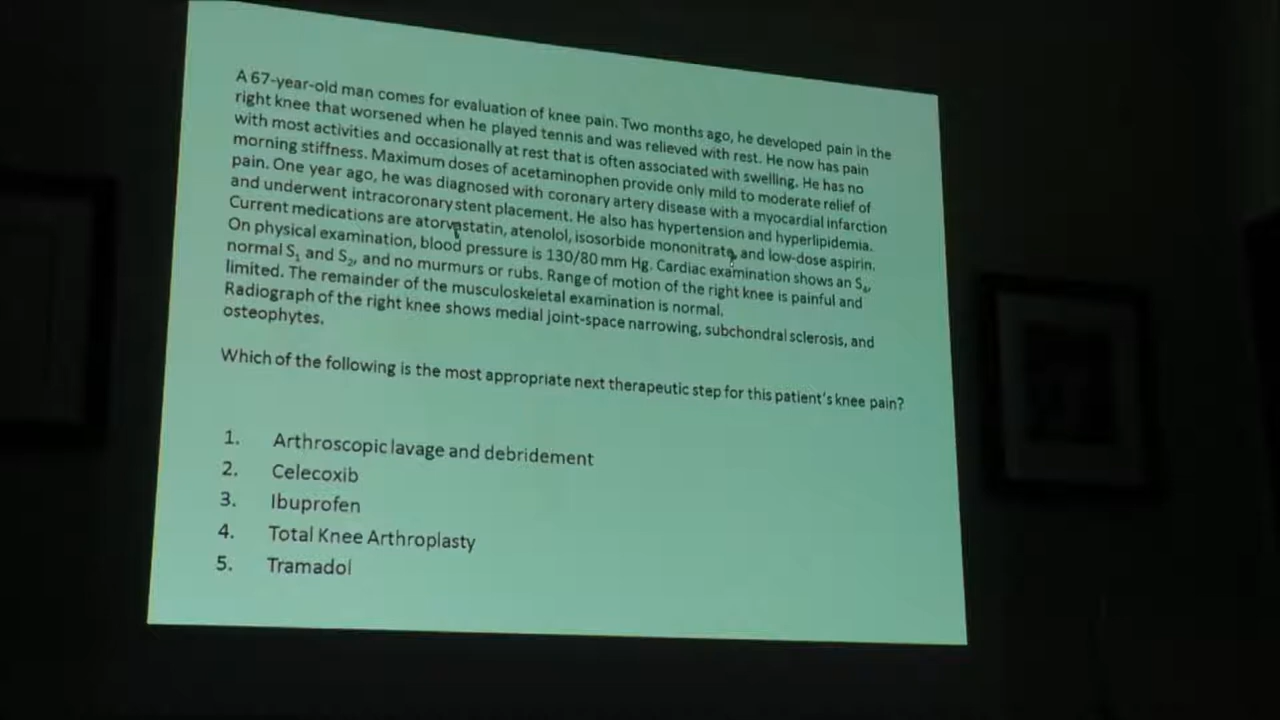 A 67-year-old man comes for evaluation of knee pain. Two months ago, he developed pain in the
right knee that worsened when he played tennis and was relieved with rest. He now has pain
with most activities and occasionally at rest that is often associated with swelling. He has no
morning stiffness. Maximum doses of acetaminophen provide only mild to moderate relief of
pain. One year ago, he was diagnosed with coronary artery disease with a myocardial infarction
and underwent intracoronary stent placement. He also has hypertension and hyperlipidemia.
Current medications are atorvastatin, atenolol, isosorbide mononitrate, and low-dose aspirin.
On physical examination, blood pressure is 130/80 mm Hg. Cardiac examination shows an S4,
normal S1 and S2, and no murmurs or rubs. Range of motion of the right knee is painful and
limited. The remainder of the musculoskeletal examination is normal.
Radiograph of the right knee shows medial joint-space narrowing, subchondral sclerosis, and
osteophytes.
Which of the following is the most appropriate next therapeutic step for this patient's knee pain?
1. Arthroscopic lavage and debridement
2. Celecoxib
3. Ibuprofen
4. Total Knee Arthroplasty
5. Tramadol